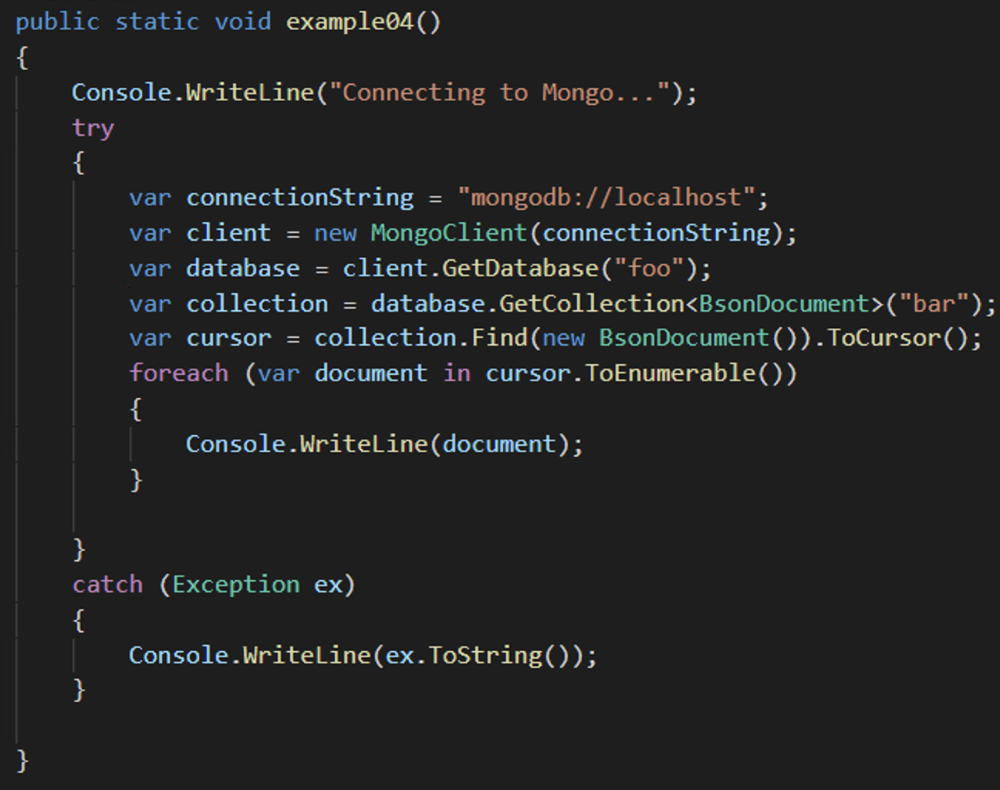 public static void example04()
{
    Console.WriteLine("Connecting to Mongo...");
    try
    {
        var connectionString = "mongodb://localhost";
        var client = new MongoClient(connectionString);
        var database = client.GetDatabase("foo");
        var collection = database.GetCollection<BsonDocument>("bar");
        var cursor = collection.Find(new BsonDocument()).ToCursor();
        foreach (var document in cursor.ToEnumerable())
        {
            Console.WriteLine(document);
        }

    }
    catch (Exception ex)
    {
        Console.WriteLine(ex.ToString());
    }

}